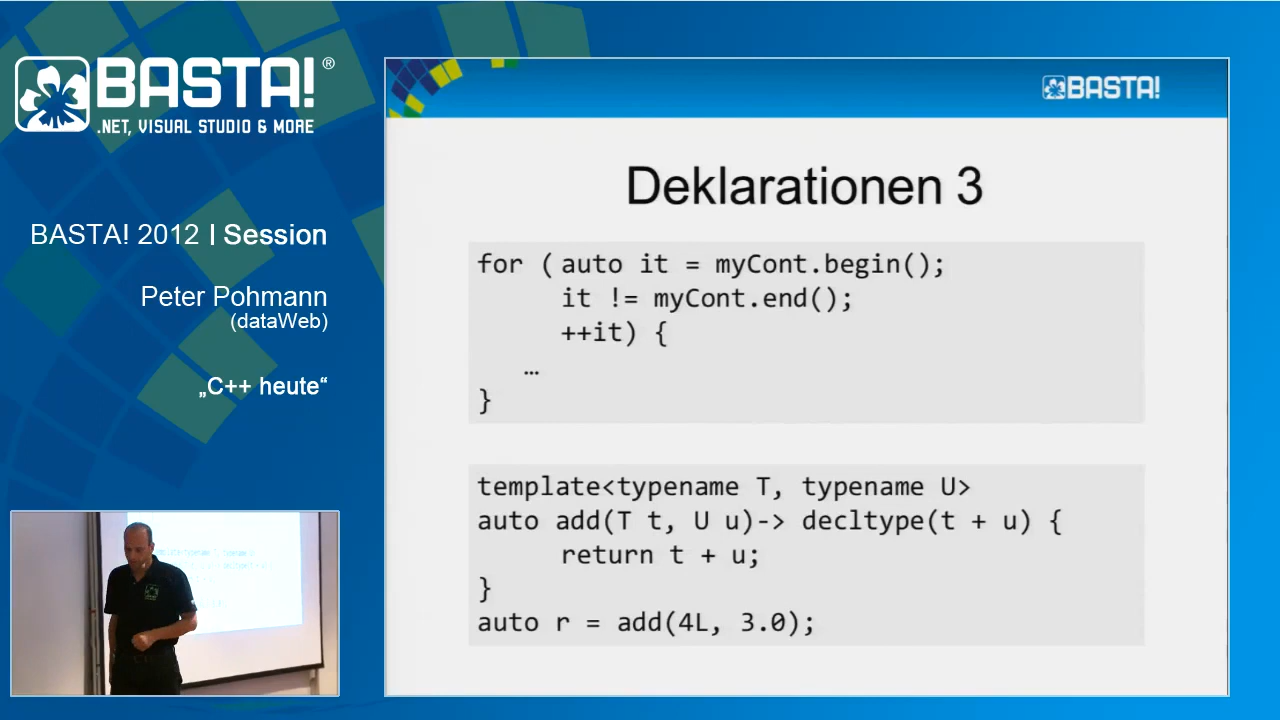 BASTA!®
.NET, VISUAL STUDIO & MORE
BASTA! 2012 | Session
Peter Pohmann
(dataWeb)
„C++ heute“
BASTA!
Deklarationen 3
for ( auto it = myCont.begin();
it != myCont.end();
++it) {
…
}
template<typename T, typename U>
auto add(T t, U u)-> decltype(t + u) {
return t + u;
}
auto r = add(4L, 3.0);